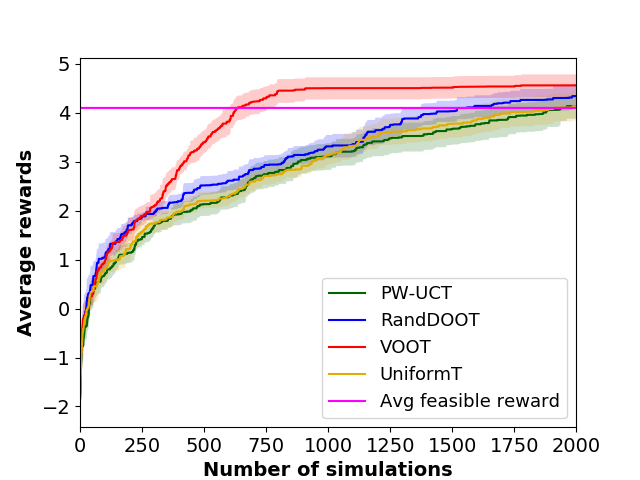 5
4
3
2
1
0
−1
−2
Average rewards
PW-UCT
RandDOOT
VOOT
UniformT
Avg feasible reward
0 250 500 750 1000 1250 1500 1750 2000
Number of simulations